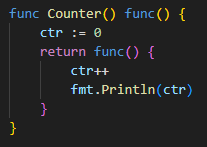 func Counter() func() {
    ctr := 0
    return func() {
        ctr++
        fmt.Println(ctr)
    }
}